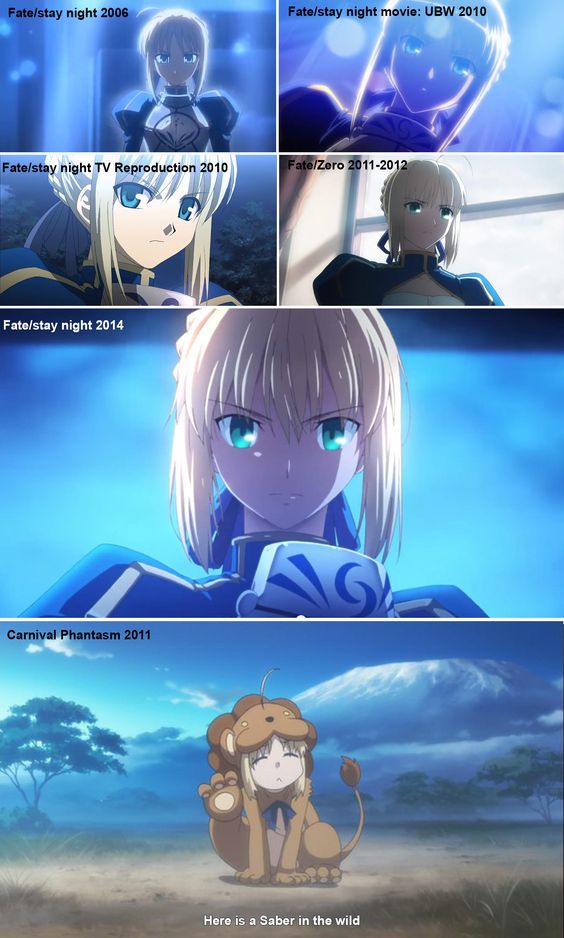 Fate/stay night 2006
Fate/stay night movie: UBW 2010
Fate/stay night TV Reproduction 2010
Fate/Zero 2011-2012
Fate/stay night 2014
Carnival Phantasm 2011
Here is a Saber in the wild